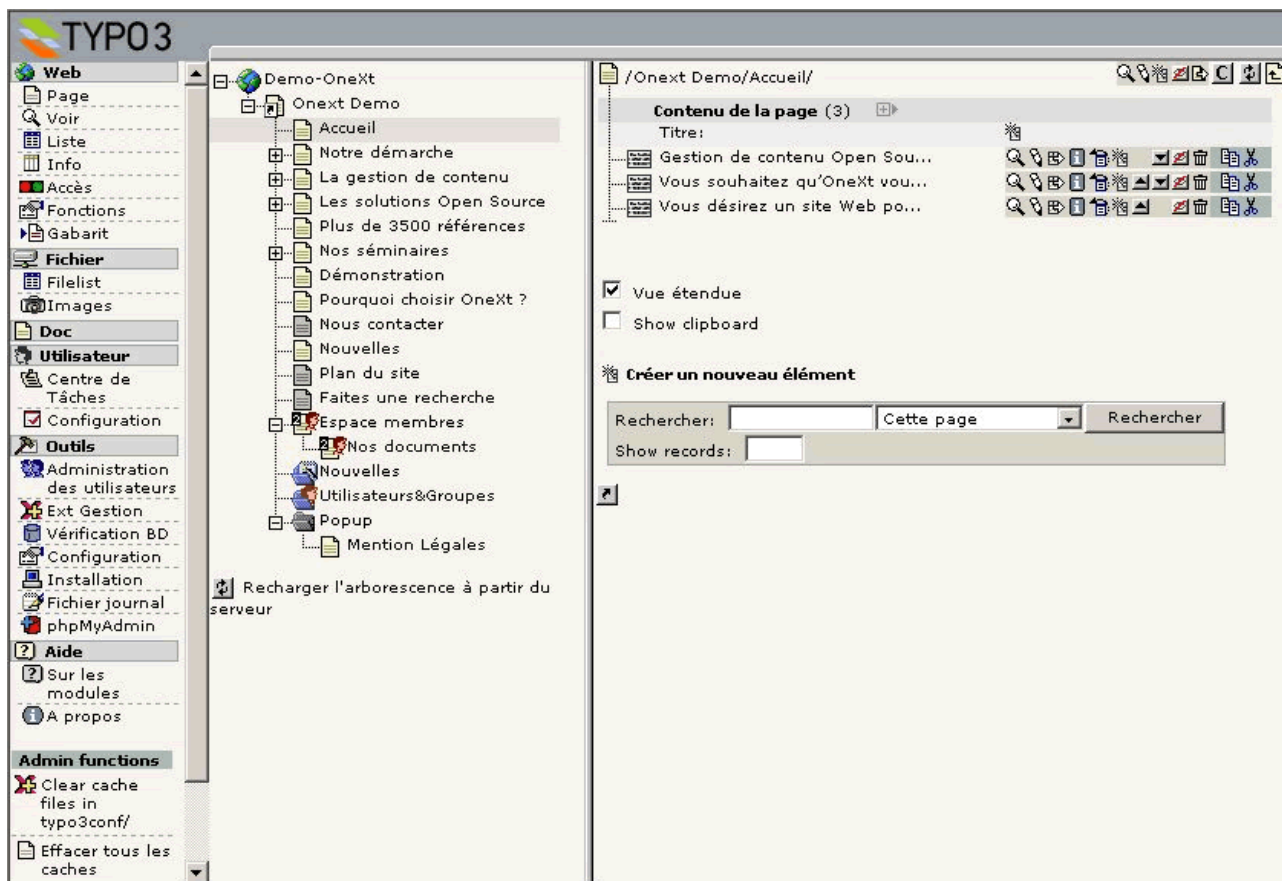 TYPO3
Web
Page
Voir
Liste
Info
Accès
Fonctions
Gabarit
Fichier
Filelist
Images
Doc
Utilisateur
Centre de
Tâches
Configuration
Outils
Administration
des utilisateurs
Ext Gestion
Vérification BD
Configuration
Installation
Fichier journal
phpMyAdmin
Aide
Sur les
modules
A propos
Admin functions
Clear cache
files in
typo3conf/
Effacer tous les
caches
Demo-OneXt
Onext Demo
Accueil
Notre démarche
La gestion de contenu
Les solutions Open Source
Plus de 3500 références
Nos séminaires
Démonstration
Pourquoi choisir OneXt ?
Nous contacter
Nouvelles
Plan du site
Faites une recherche
Espace membres
Nos documents
Nouvelles
Utilisateurs&Groupes
Popup
Mention Légales
Recharger l'arborescence à partir du
serveur
/Onext Demo/Accueil/
C
Contenu de la page (3)
Titre:
Gestion de contenu Open Sou...
Vous souhaitez qu'OneXt vou...
Vous désirez un site Web po...
Vue étendue
Show clipboard
Créer un nouveau élément
Rechercher: Cette page Rechercher
Show records: